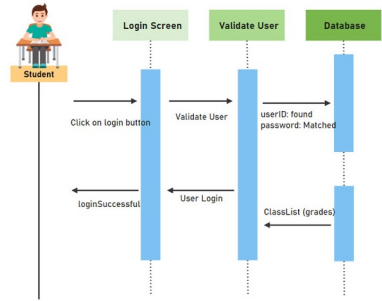 Login Screen
Validate User
Database
Student
Click on login button
Validate User
userID: found
password: Matched
loginSuccessful
User Login
ClassList (grades)